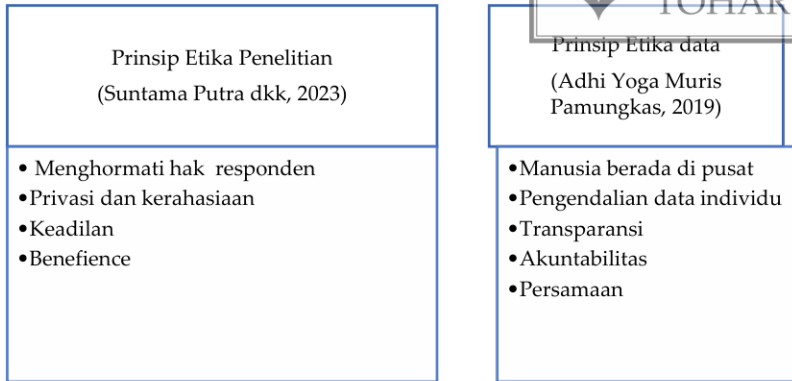 TOHAR
Prinsip Etika Penelitian
(Suntama Putra dkk, 2023)
• Menghormati hak responden
•Privasi dan kerahasiaan
•Keadilan
•Benefience
Prinsip Etika data
(Adhi Yoga Muris
Pamungkas, 2019)
•Manusia berada di pusat
•Pengendalian data individu
•Transparansi
•Akuntabilitas
•Persamaan